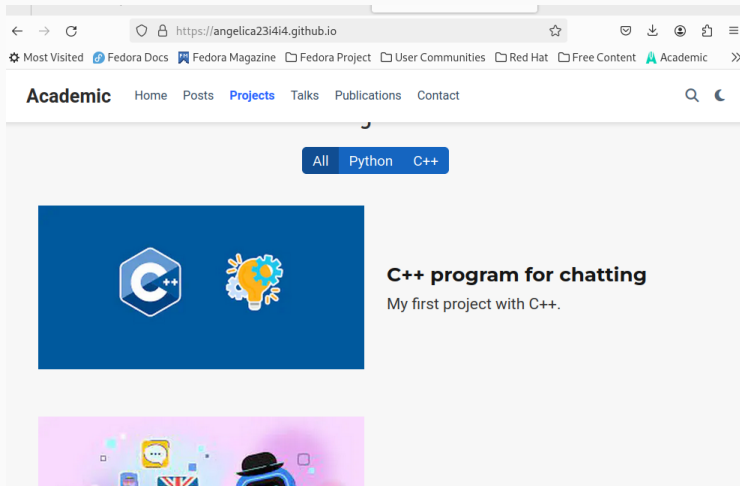 https://angelica23i4i4.github.io
Most Visited Fedora Docs Fedora Magazine Fedora Project User Communities Red Hat Free Content Academic
Academic Home Posts Projects Talks Publications Contact
All Python C++
C++
C++ program for chatting
My first project with C++.